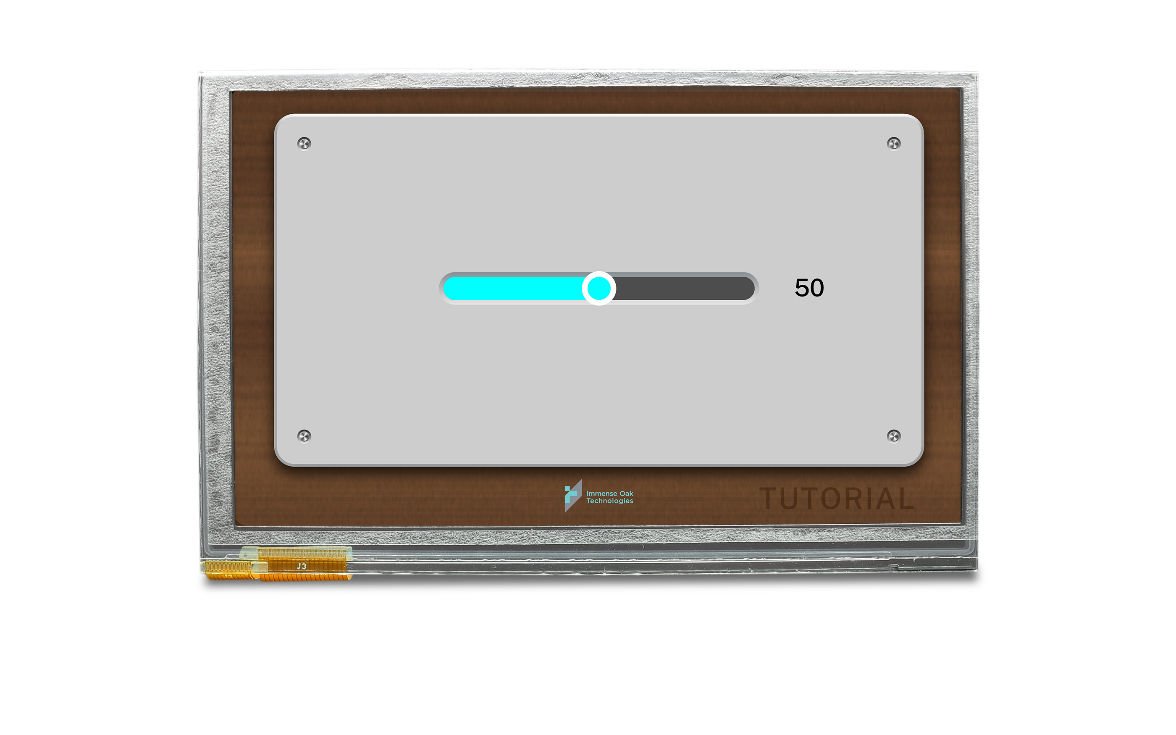 50
Immense Oak
Technologies
TUTORIAL
J3